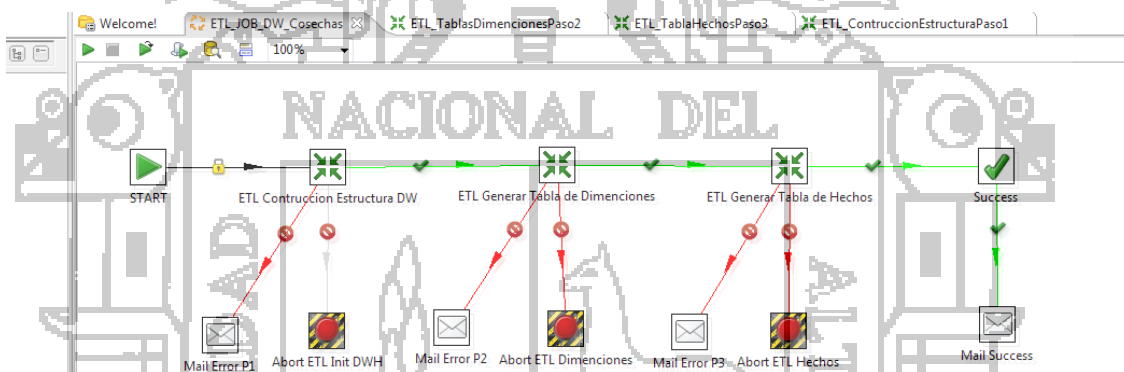 Welcome! ETL_JOB_DW_Cosechas ETL_TablasDimencionesPaso2 ETL_TablaHechosPaso3 ETL_ContruccionEstructuraPaso1
100%
NACIONAL DEL
START ETL Contruccion Estructura DW ETL Generar Tabla de Dimenciones ETL Generar Tabla de Hechos Success
Mail Error P1 Abort ETL Init DWH Mail Error P2 Abort ETL Dimenciones Mail Error P3 Abort ETL Hechos Mail Success